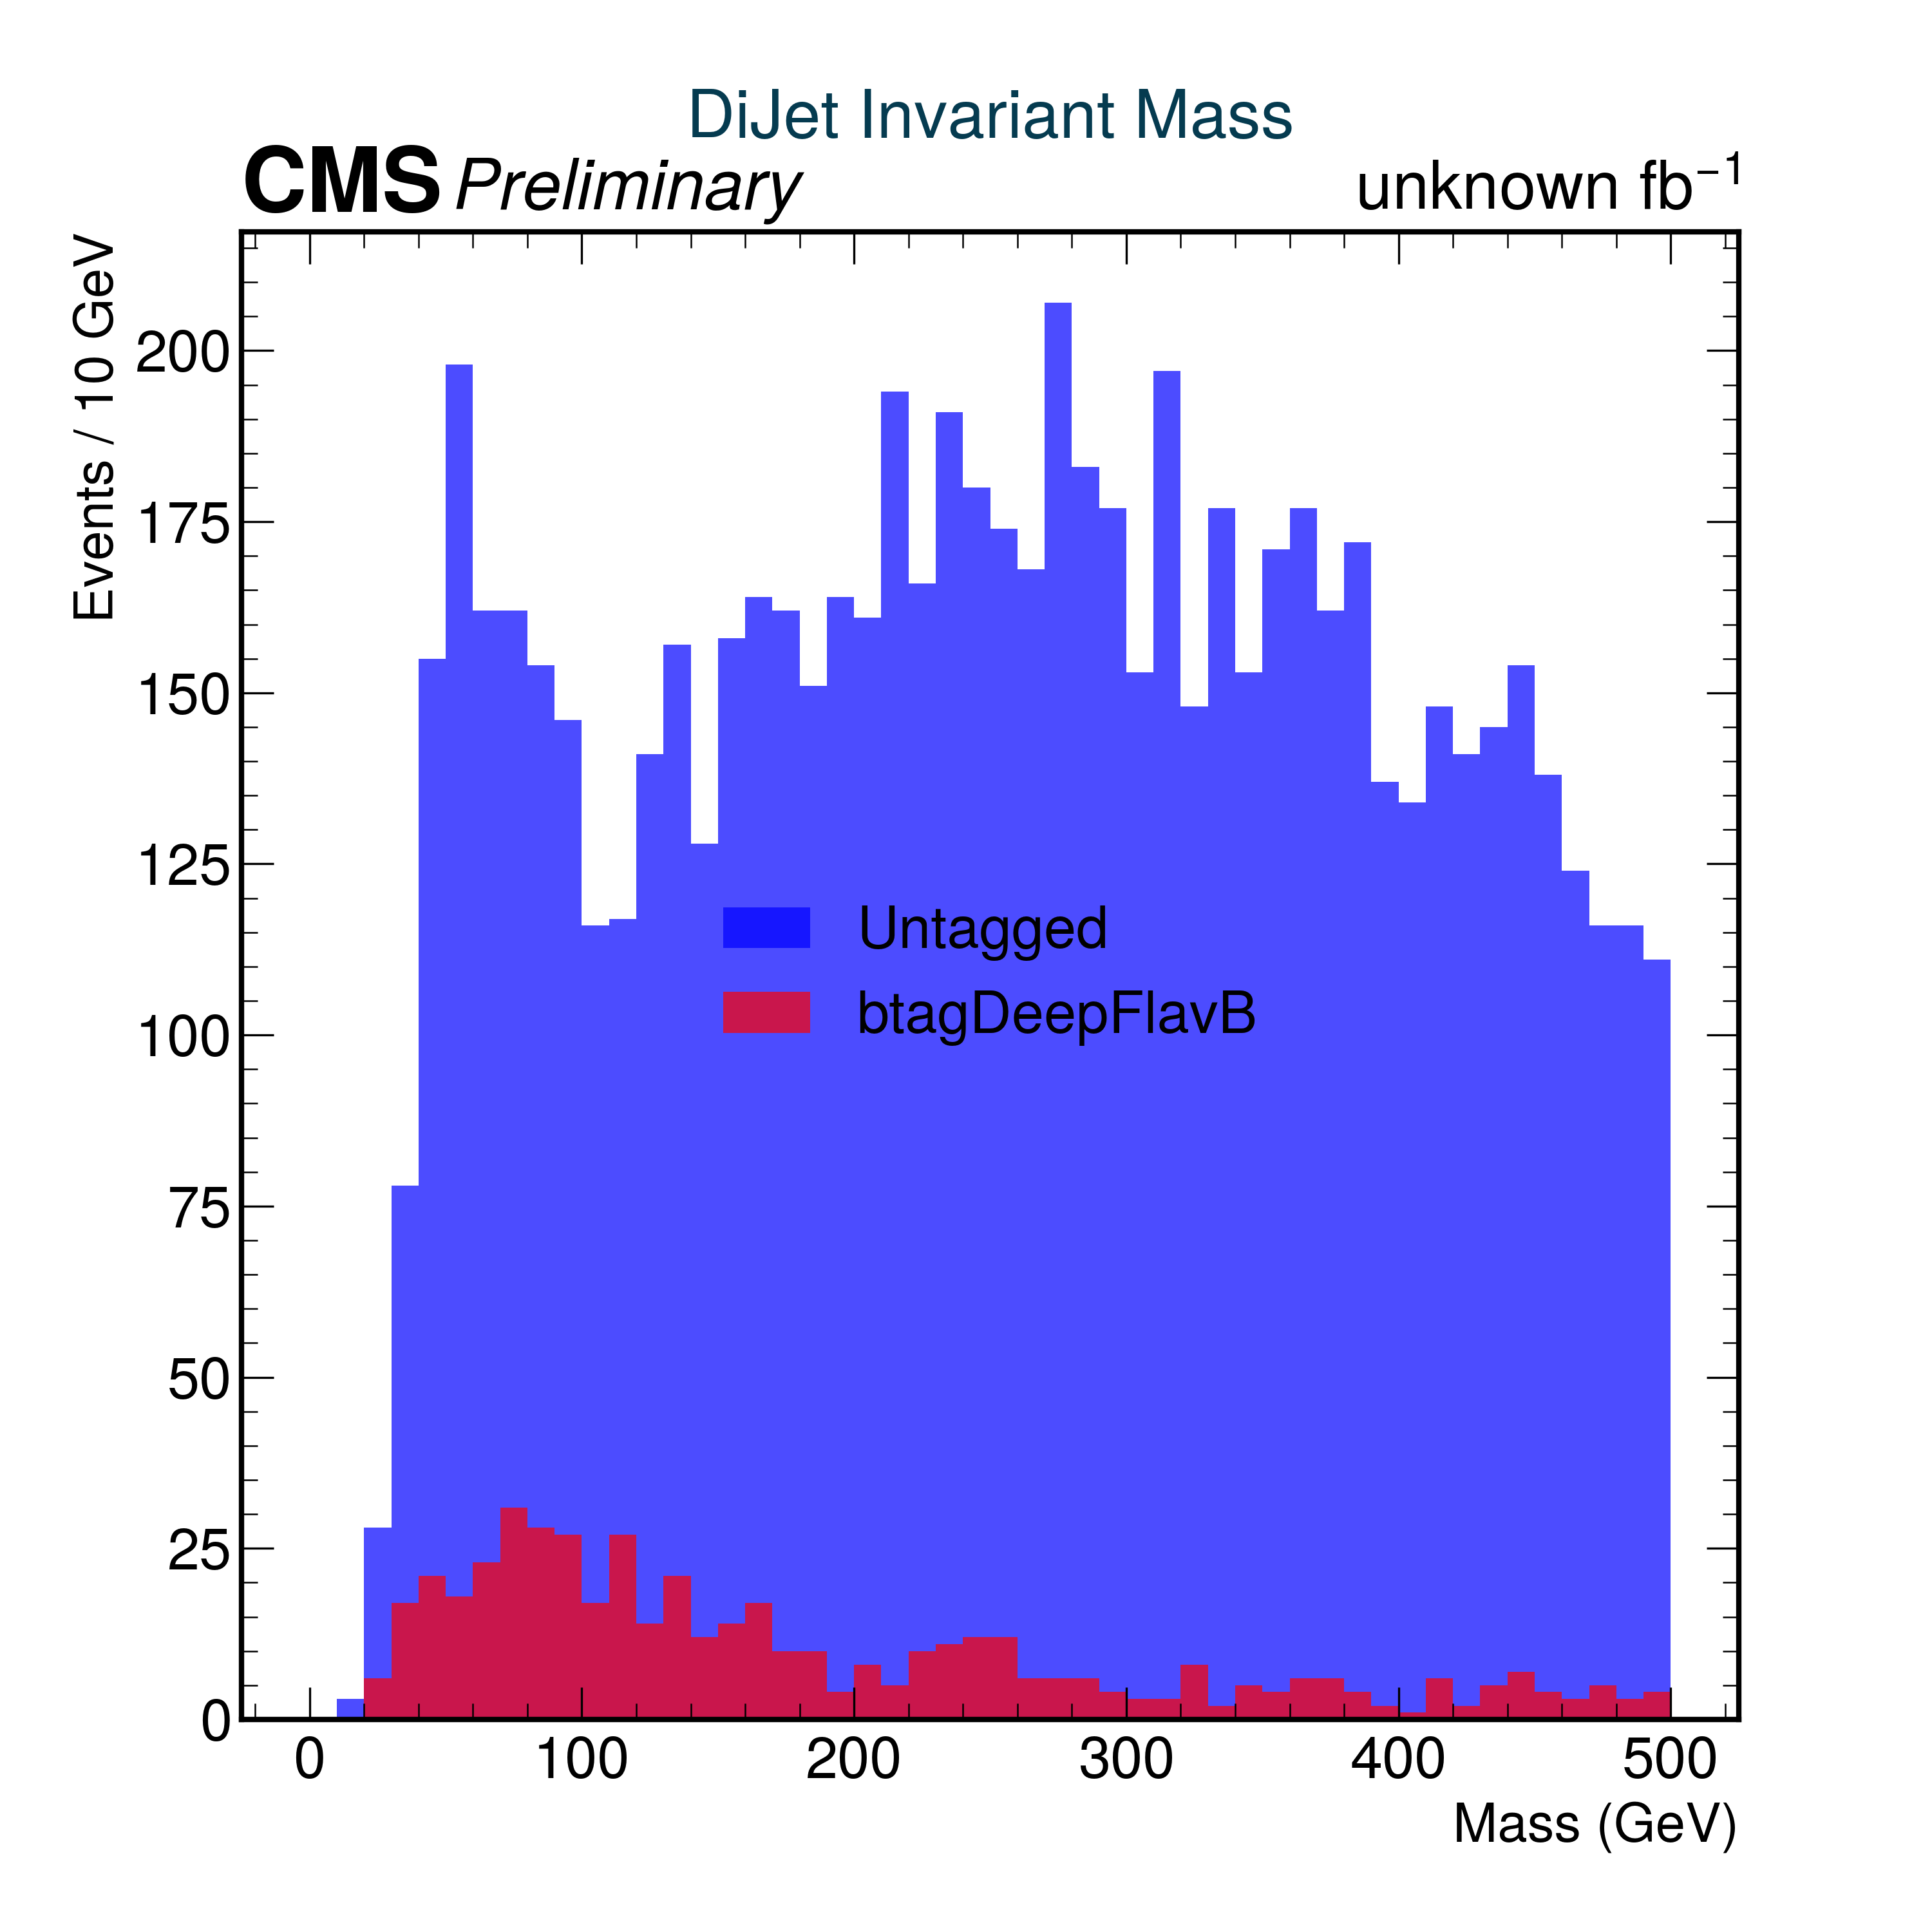 DiJet Invariant Mass
CMS Preliminary
unknown fb⁻¹
Events / 10 GeV
200
175
150
125
100
75
50
25
0
Untagged
btagDeepFlavB
0 100 200 300 400 500
Mass (GeV)